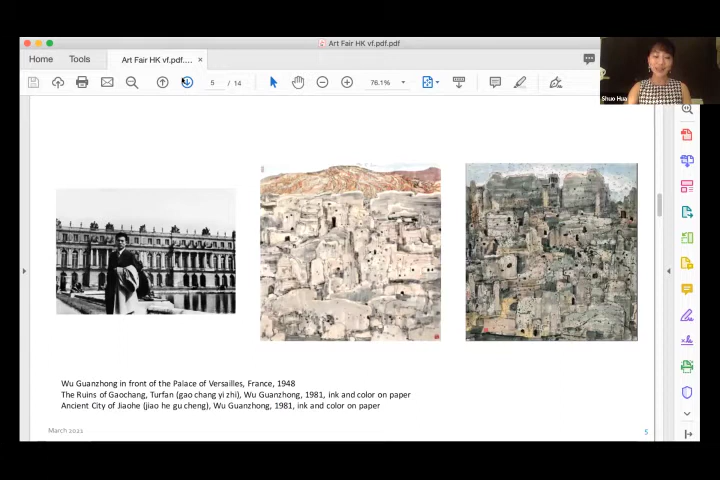 Art Fair HK vf.pdf.pdf
Home
Tools
Art Fair HK vf.pdf....
5 / 14
76.1%
Shuo Hua
Wu Guanzhong in front of the Palace of Versailles, France, 1948
The Ruins of Gaochang, Turfan (gao chang yi zhi), Wu Guanzhong, 1981, ink and color on paper
Ancient City of Jiaohe (jiao he gu cheng), Wu Guanzhong, 1981, ink and color on paper
March 2021
5